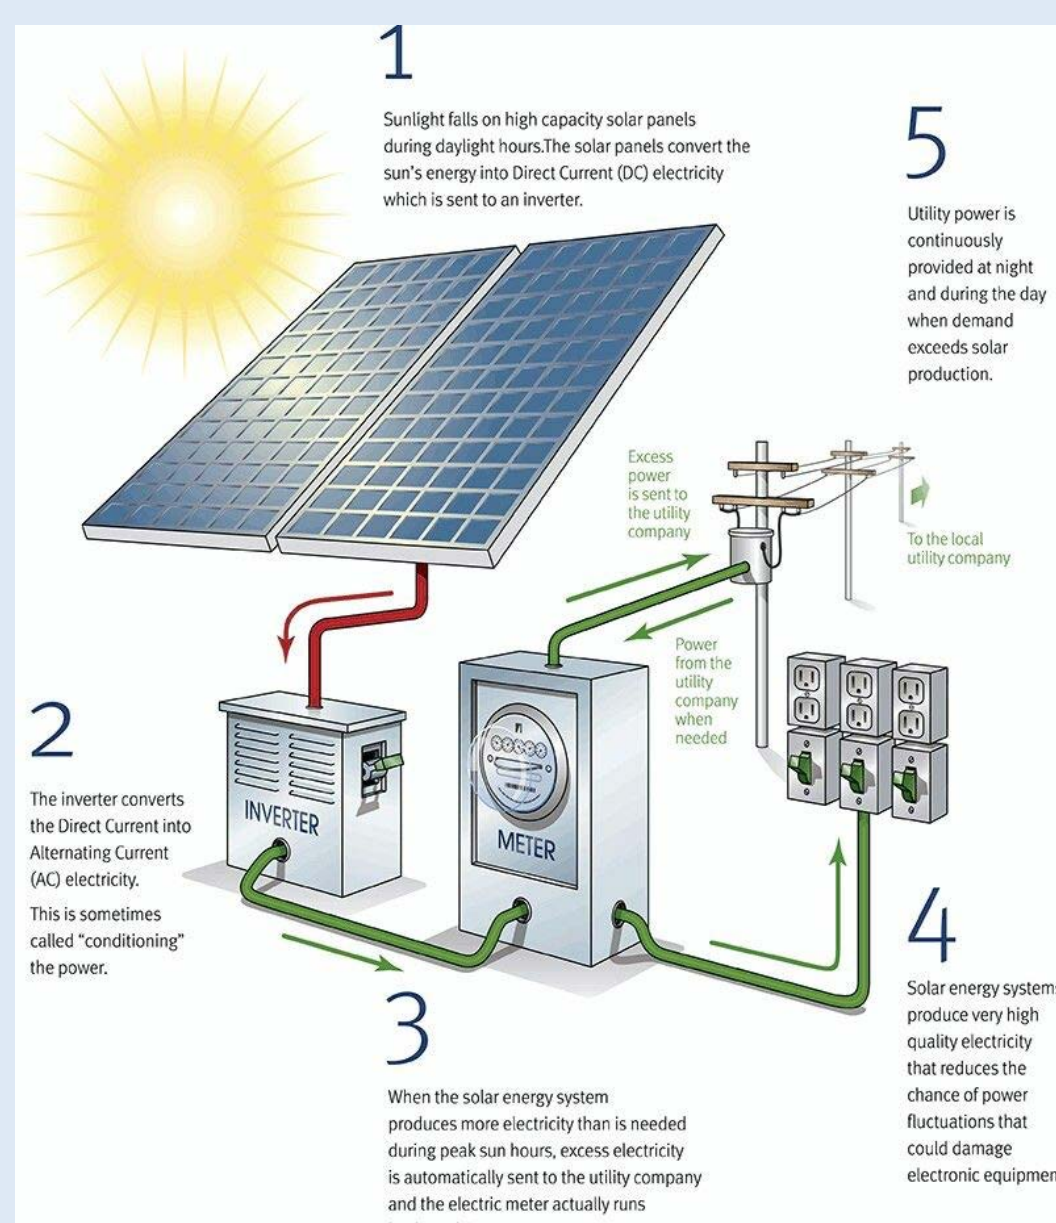 1
Sunlight falls on high capacity solar panels
during daylight hours.The solar panels convert the
sun's energy into Direct Current (DC) electricity
which is sent to an inverter.
5
Utility power is
continuously
provided at night
and during the day
when demand
exceeds solar
production.
Excess
power
is sent to
the utility
company
To the local
utility company
Power
from the
utility
company
when
needed
2
The inverter converts
the Direct Current into
Alternating Current
(AC) electricity.
This is sometimes
called “conditioning”
the power.
INVERTER
METER
3
When the solar energy system
produces more electricity than is needed
during peak sun hours, excess electricity
is automatically sent to the utility company
and the electric meter actually runs
4
Solar energy systems
produce very high
quality electricity
that reduces the
chance of power
fluctuations that
could damage
electronic equipmen